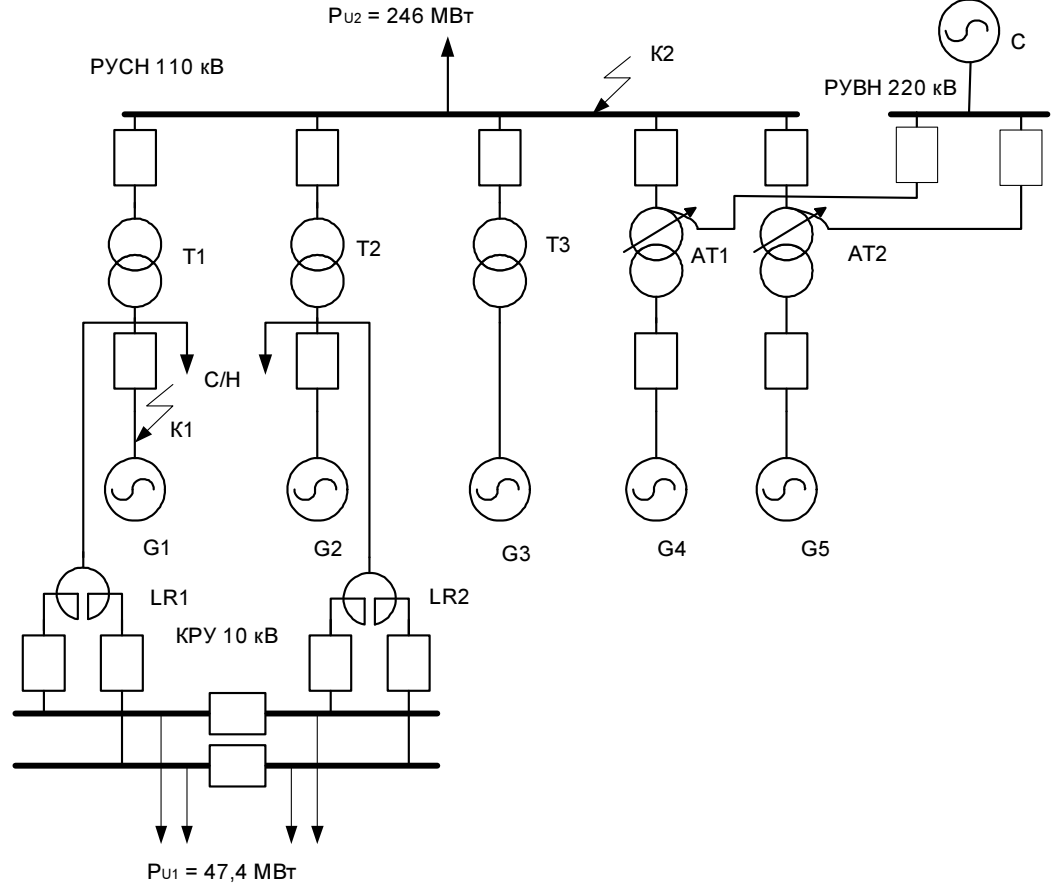 PU2 = 246 МВт
С
К2
РУСН 110 кВ
РУВН 220 кВ
Т1
Т2
Т3
АТ1
АТ2
С/Н
К1
G1
G2
G3
G4
G5
LR1
LR2
КРУ 10 кВ
PU1 = 47,4 МВт